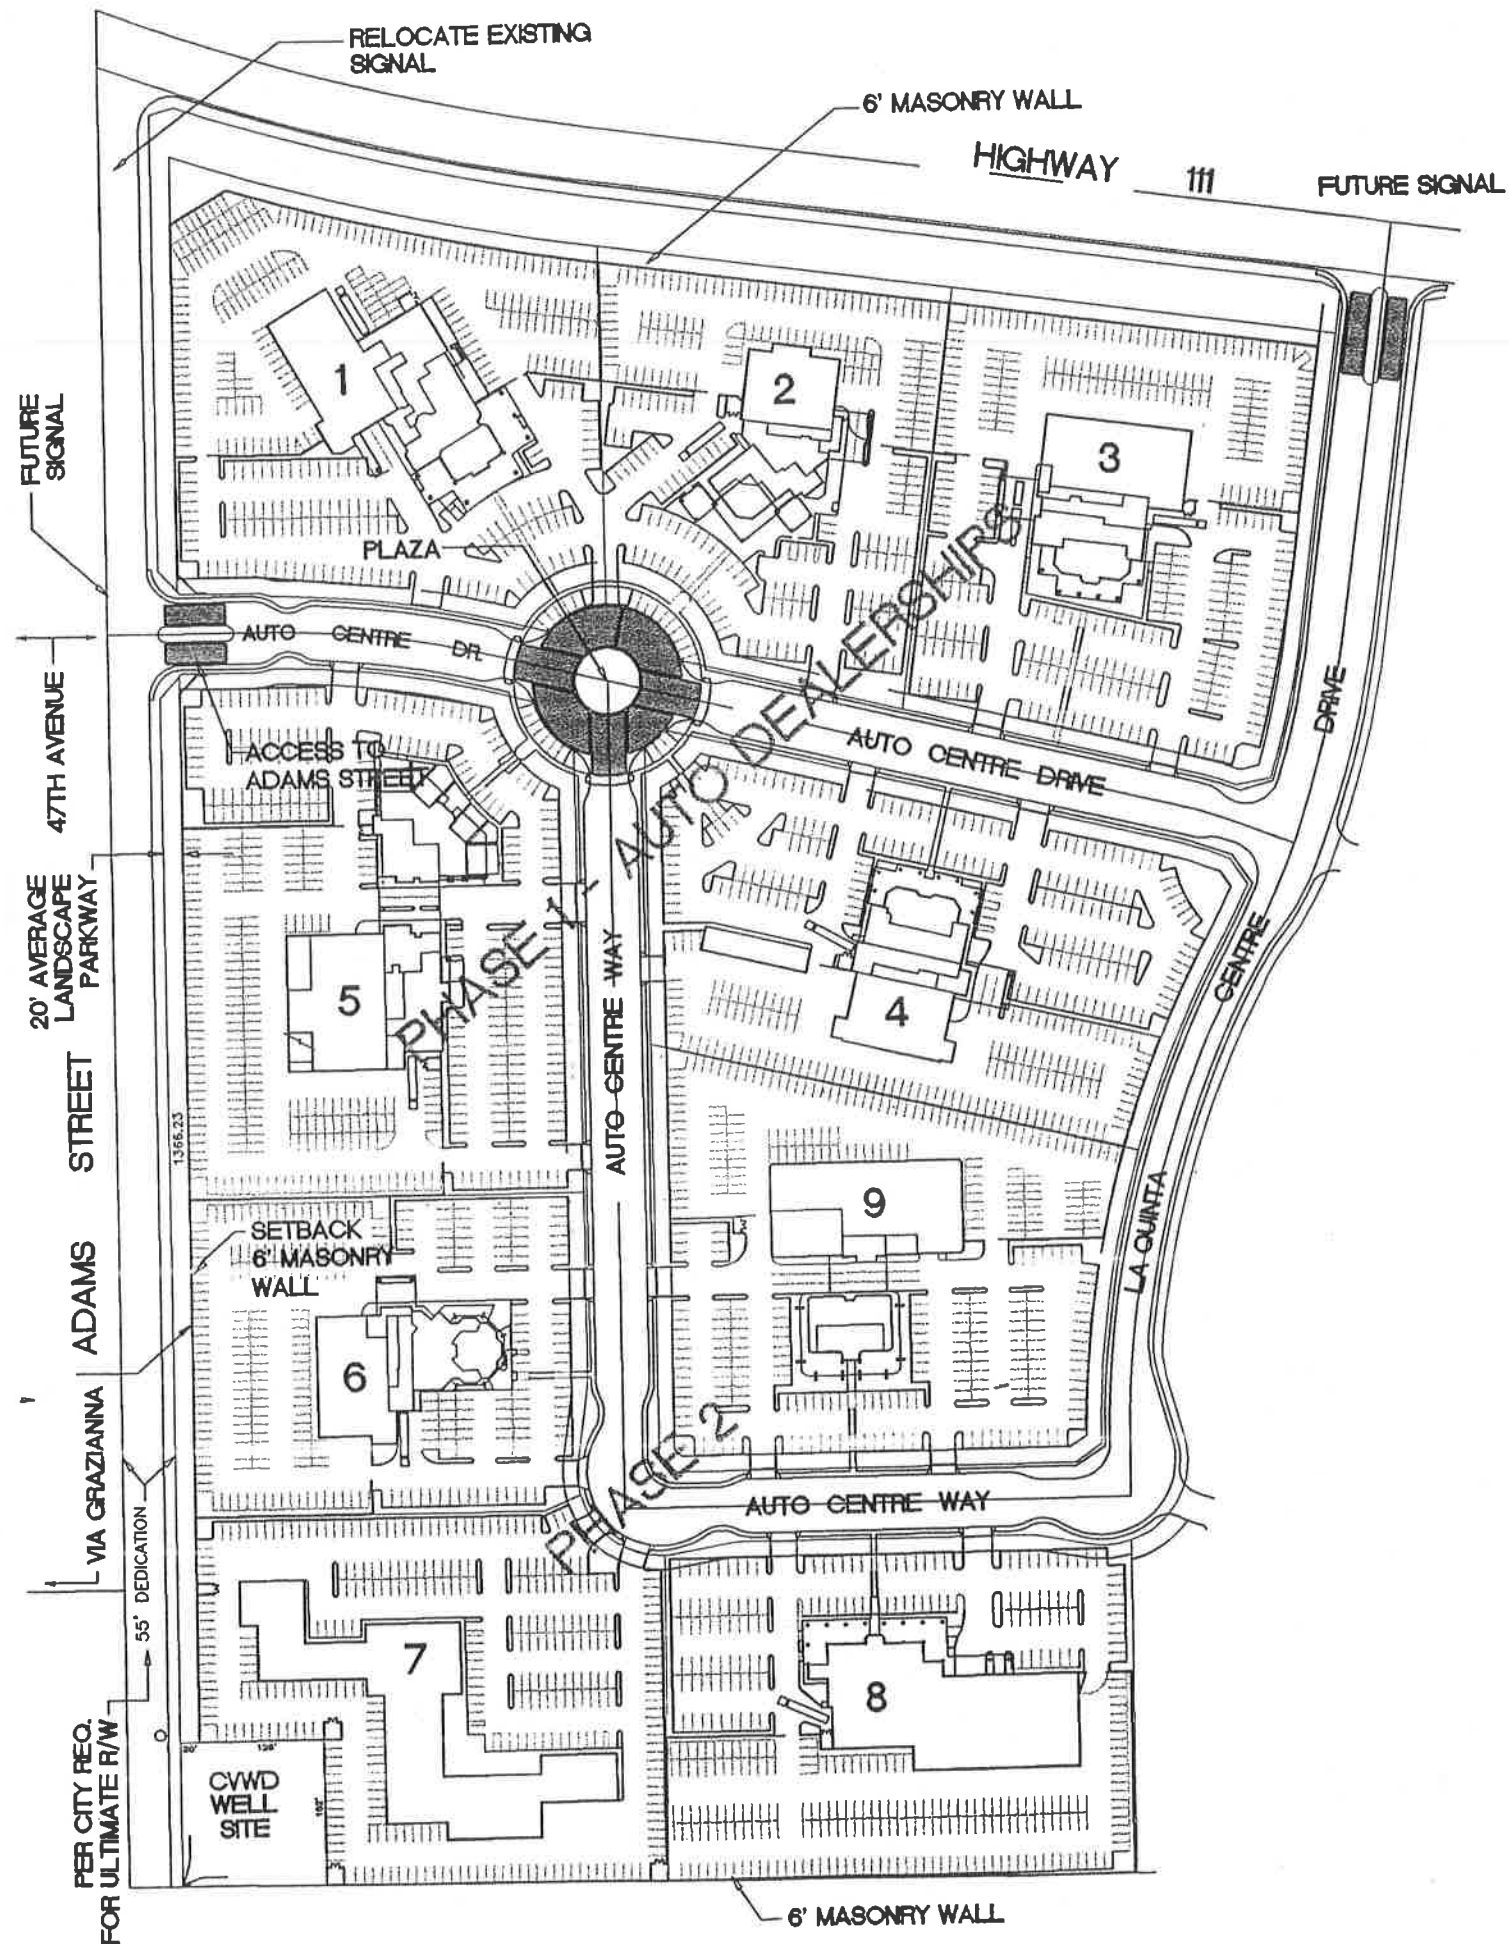 RELOCATE EXISTING
SIGNAL
6' MASONRY WALL
HIGHWAY 111
FUTURE SIGNAL
FUTURE
SIGNAL
1
2
3
PLAZA
AUTO CENTRE DR.
47TH AVENUE
ACCESS TO
ADAMS STREET
AUTO CENTRE DRIVE
LA QUINTA CENTRE DRIVE
20' AVERAGE
LANDSCAPE
PARKWAY
PHASE 1 - AUTO DEALERSHIPS
5
4
AUTO CENTRE WAY
ADAMS STREET
1366.23
SETBACK
6' MASONRY
WALL
9
6
VIA GRAZIANNA
PHASE 2
AUTO CENTRE WAY
55' DEDICATION
7
8
PER CITY REQ.
FOR ULTIMATE R/W
20'
CVWD
WELL
SITE
6' MASONRY WALL